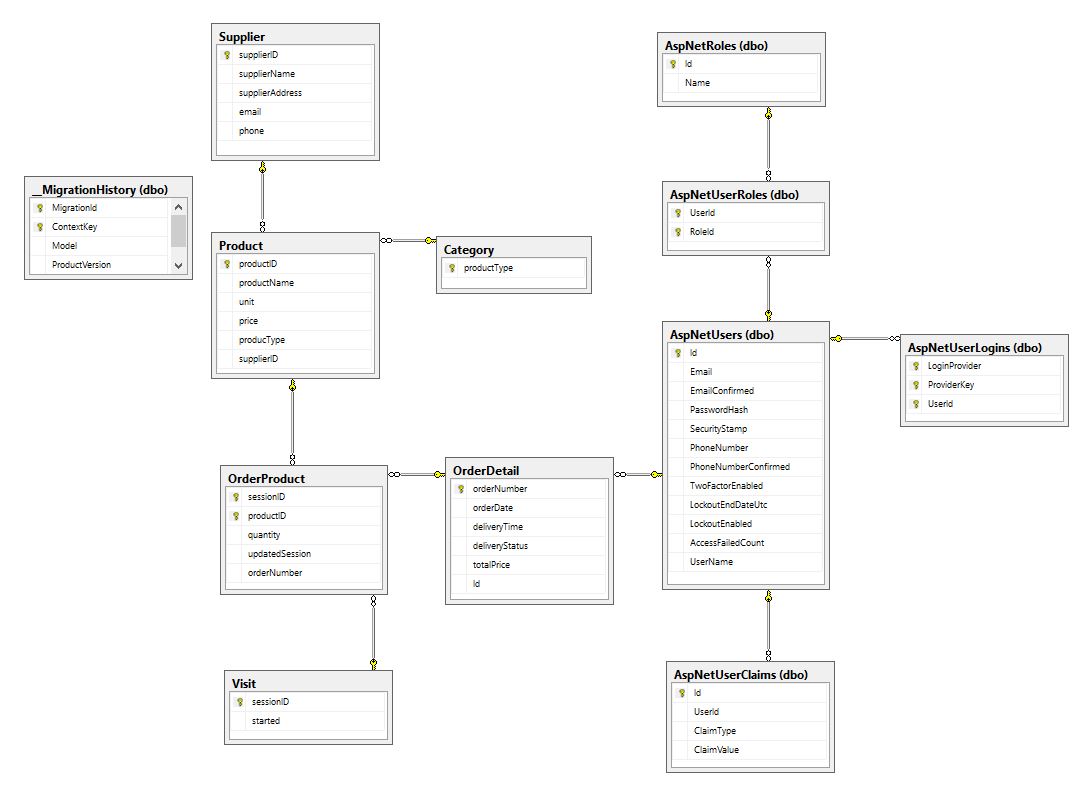 Supplier
supplierID
supplierName
supplierAddress
email
phone
AspNetRoles (dbo)
Id
Name
__MigrationHistory (dbo)
MigrationId
ContextKey
Model
ProductVersion
Product
productID
productName
unit
price
producType
supplierID
Category
productType
AspNetUserRoles (dbo)
UserId
RoleId
AspNetUsers (dbo)
Id
Email
EmailConfirmed
PasswordHash
SecurityStamp
PhoneNumber
PhoneNumberConfirmed
TwoFactorEnabled
LockoutEndDateUtc
LockoutEnabled
AccessFailedCount
UserName
AspNetUserLogins (dbo)
LoginProvider
ProviderKey
UserId
OrderProduct
sessionID
productID
quantity
updatedSession
orderNumber
OrderDetail
orderNumber
orderDate
deliveryTime
deliveryStatus
totalPrice
Id
Visit
sessionID
started
AspNetUserClaims (dbo)
Id
UserId
ClaimType
ClaimValue